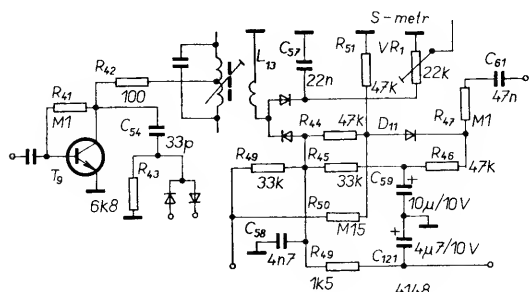 S-metr
R42
100
R41
M1
C54
33p
T9
R43
6k8
L13
C57
22n
R51
47k
VR1
22k
C61
47n
R44
47k
D11
R47
M1
R49
33k
R45
33k
R46
47k
C59
10µ/10V
R50
M15
C58
4n7
R49
1k5
C121
4µ7/10V
4148